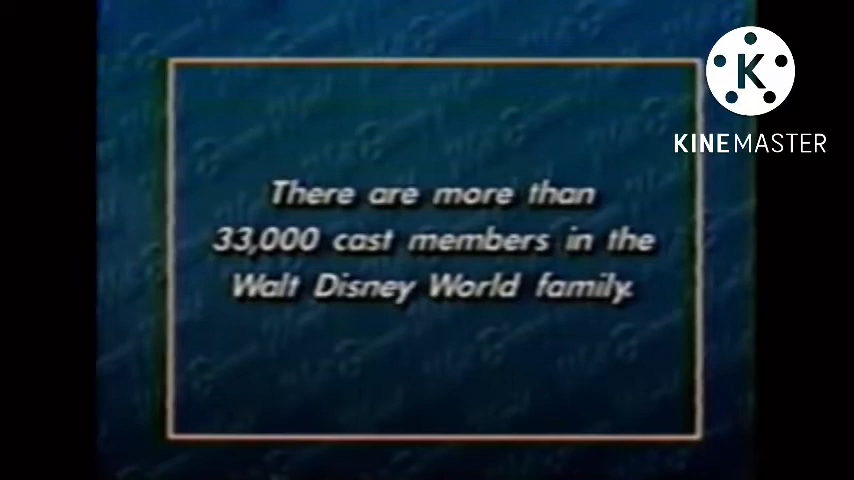 There are more than
33,000 cast members in the
Walt Disney World family.
K
KINEMASTER